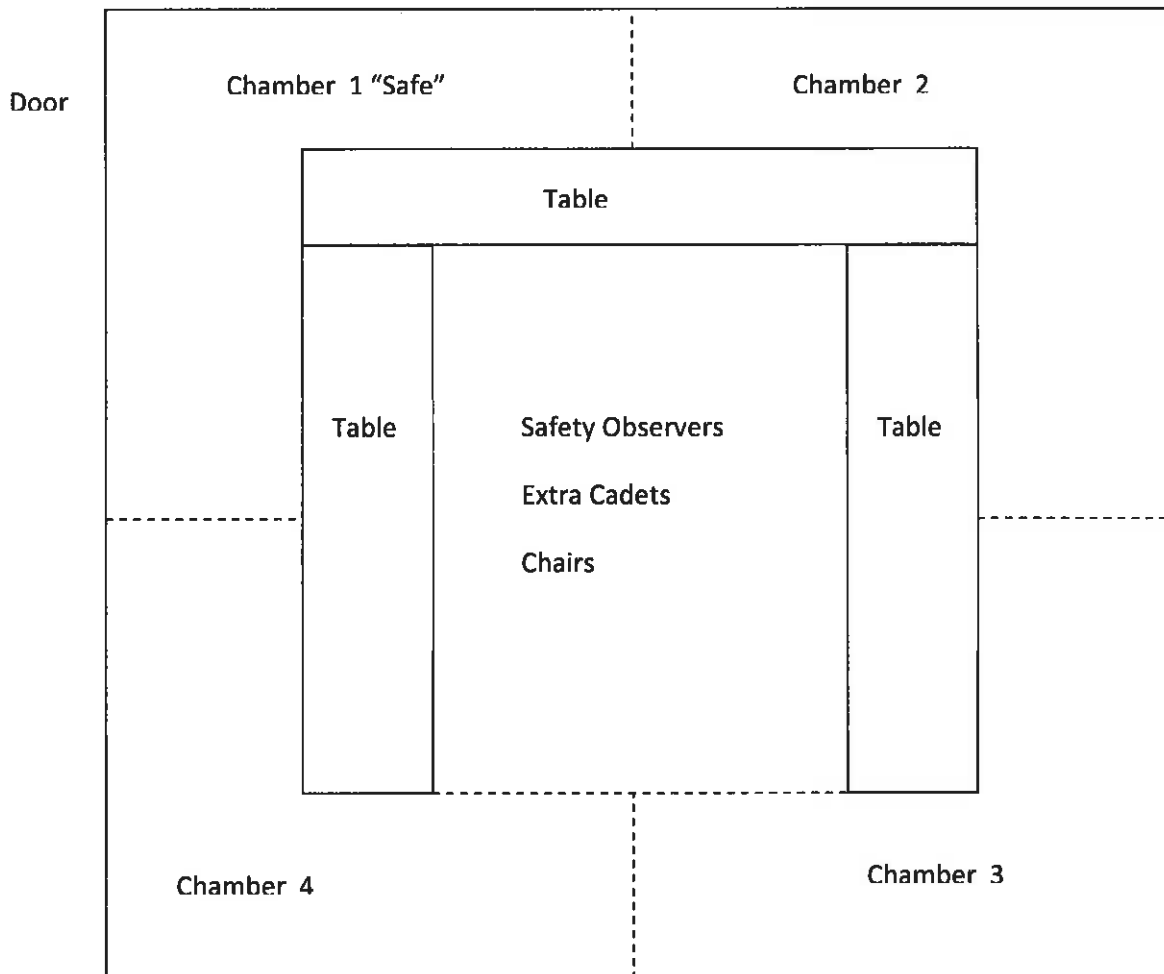 Chamber 1 “Safe”
Chamber 2
Door
Table
Table
Safety Observers
Table
Extra Cadets
Chairs
Chamber 3
Chamber 4